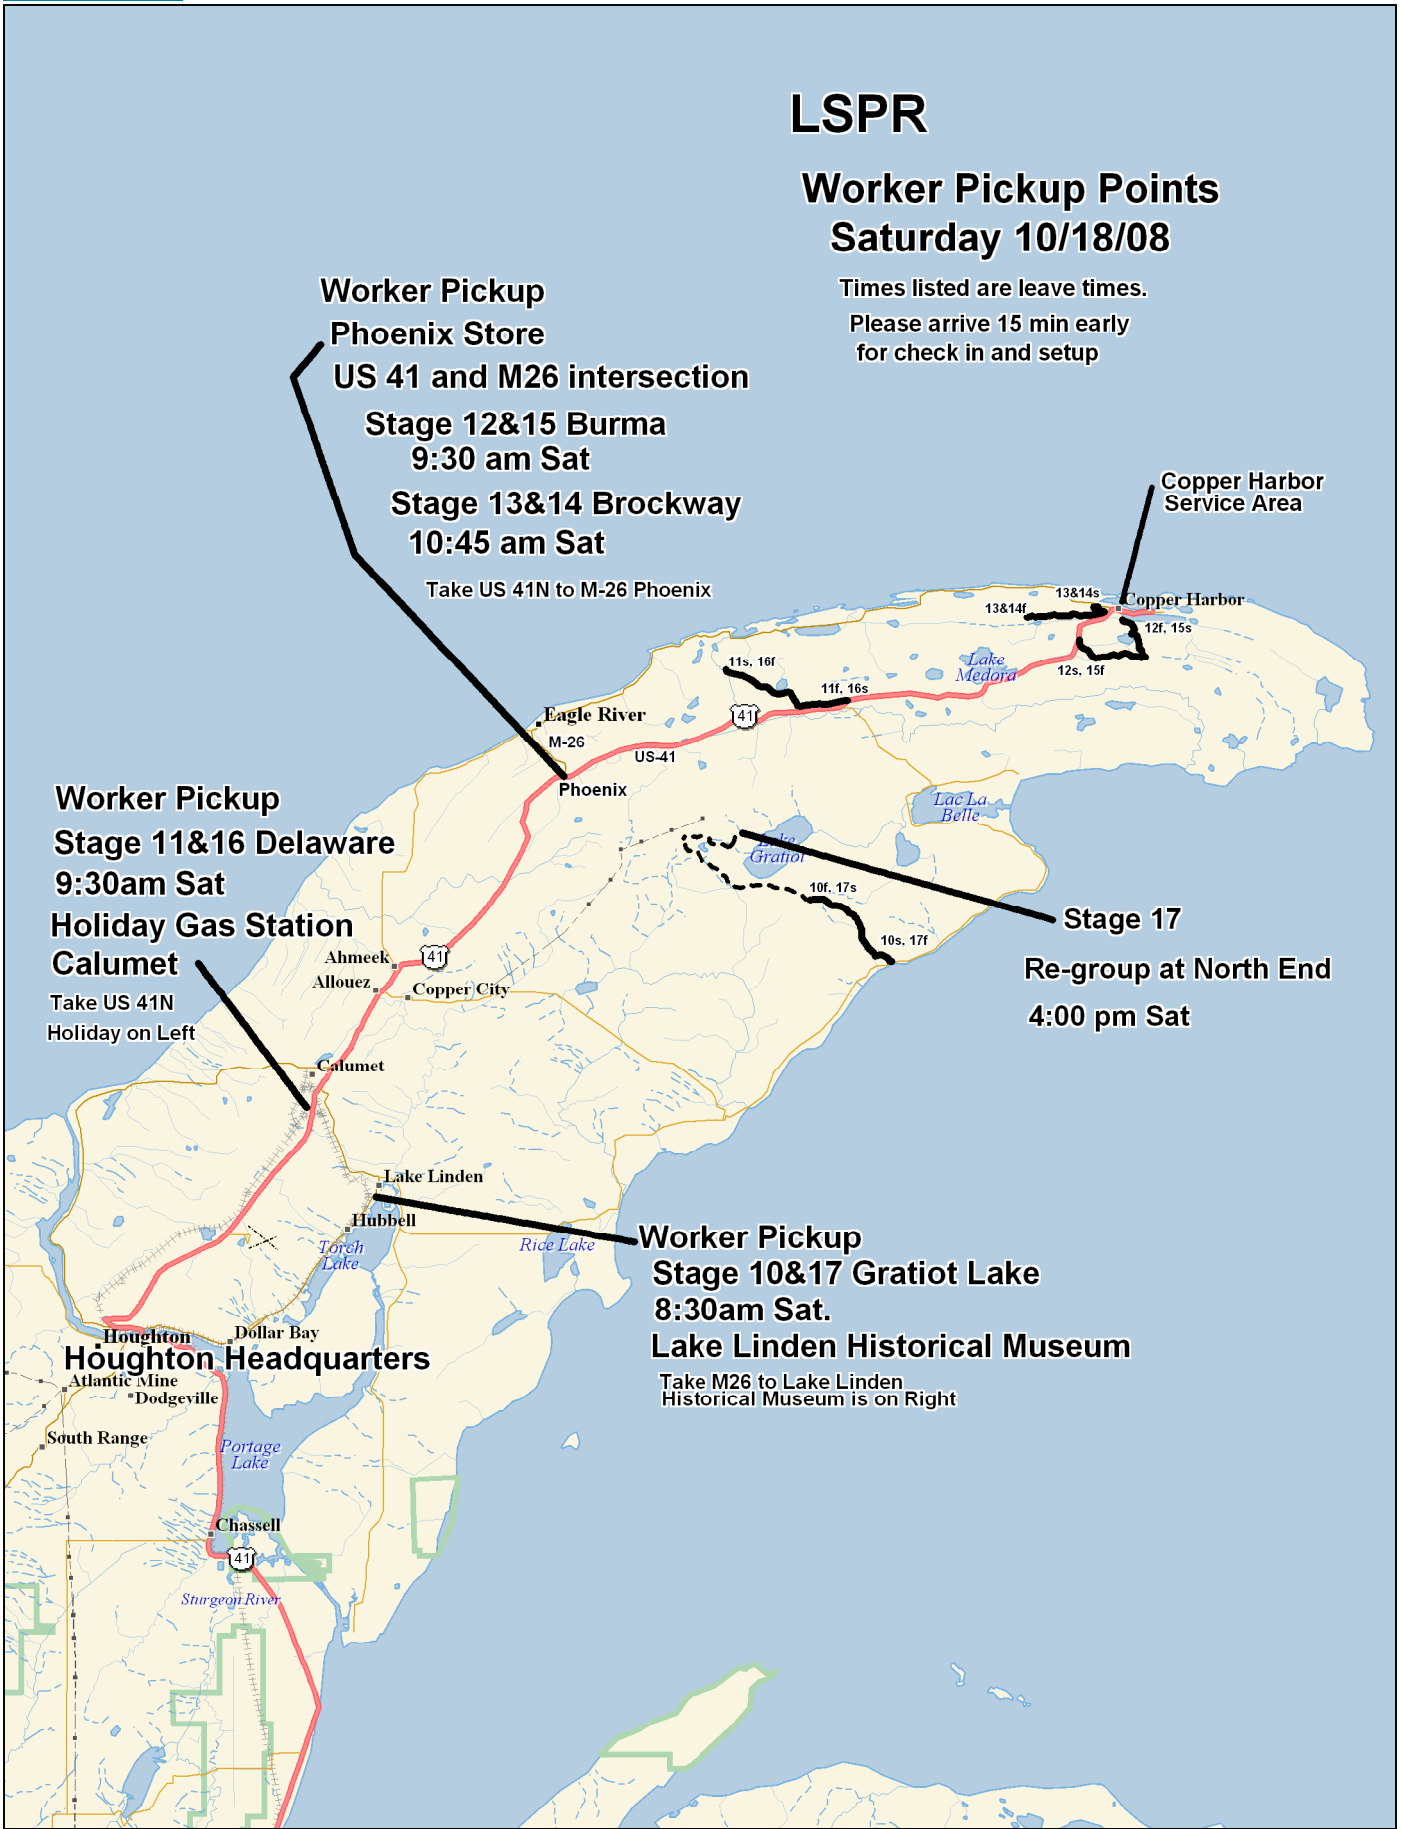 LSPR
Worker Pickup Points
Saturday 10/18/08
Times listed are leave times.
Please arrive 15 min early
for check in and setup
Worker Pickup
Phoenix Store
US 41 and M26 intersection
Stage 12&15 Burma
9:30 am Sat
Stage 13&14 Brockway
10:45 am Sat
Take US 41N to M-26 Phoenix
Copper Harbor
Service Area
13&14s
13&14f
Copper Harbor
12f, 15s
12s, 15f
Lake
Medora
11s, 16f
11f, 16s
41
Eagle River
M-26
US-41
Phoenix
Lac La
Belle
Lake
Gratiot
10f, 17s
10s, 17f
Stage 17
Re-group at North End
4:00 pm Sat
Worker Pickup
Stage 11&16 Delaware
9:30am Sat
Holiday Gas Station
Calumet
Take US 41N
Holiday on Left
Ahmeek
41
Allouez
Copper City
Calumet
Lake Linden
Hubbell
Torch
Lake
Rice Lake
Worker Pickup
Stage 10&17 Gratiot Lake
8:30am Sat.
Lake Linden Historical Museum
Take M26 to Lake Linden
Historical Museum is on Right
Houghton
Dollar Bay
Houghton Headquarters
Atlantic Mine
Dodgeville
South Range
Portage
Lake
Chassell
41
Sturgeon River